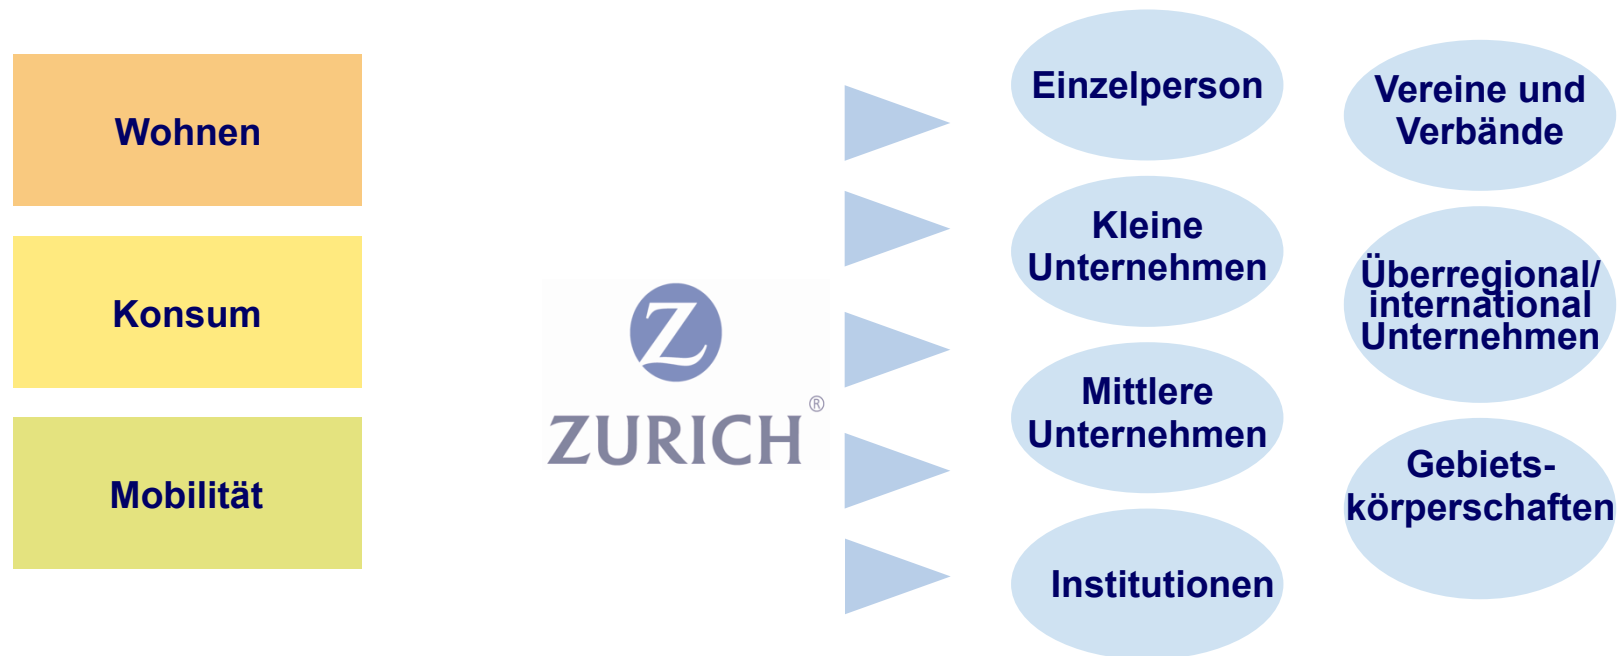 Wohnen
Konsum
Mobilität
Z
ZURICH®
Einzelperson
Kleine
Unternehmen
Mittlere
Unternehmen
Institutionen
Vereine und
Verbände
Überregional/
international
Unternehmen
Gebiets-
körperschaften